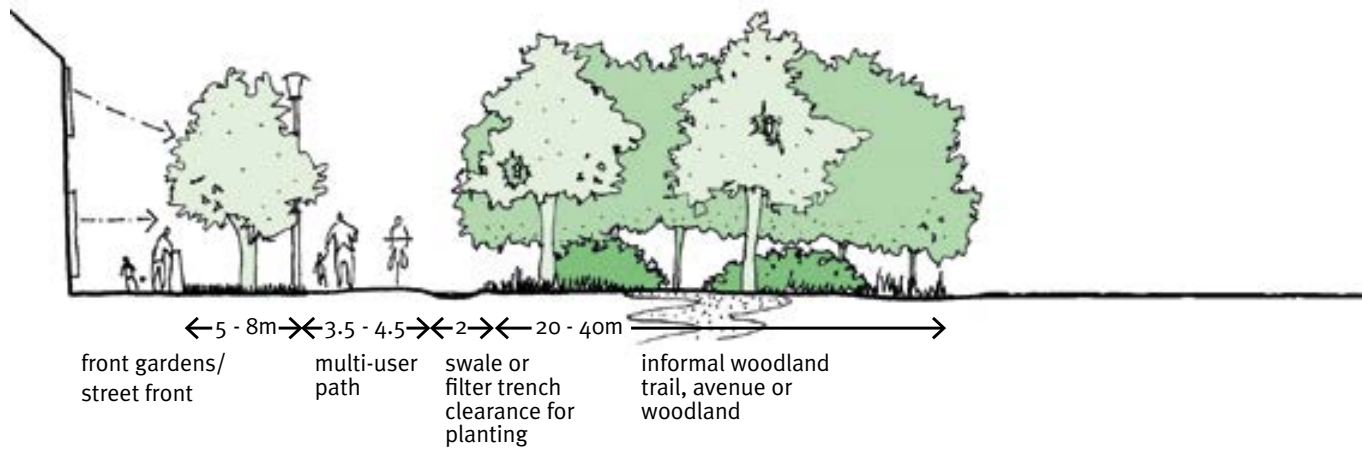 5 - 8m 3.5 - 4.5 2 20 - 40m
front gardens/
street front
multi-user
path
swale or
filter trench
clearance for
planting
informal woodland
trail, avenue or
woodland